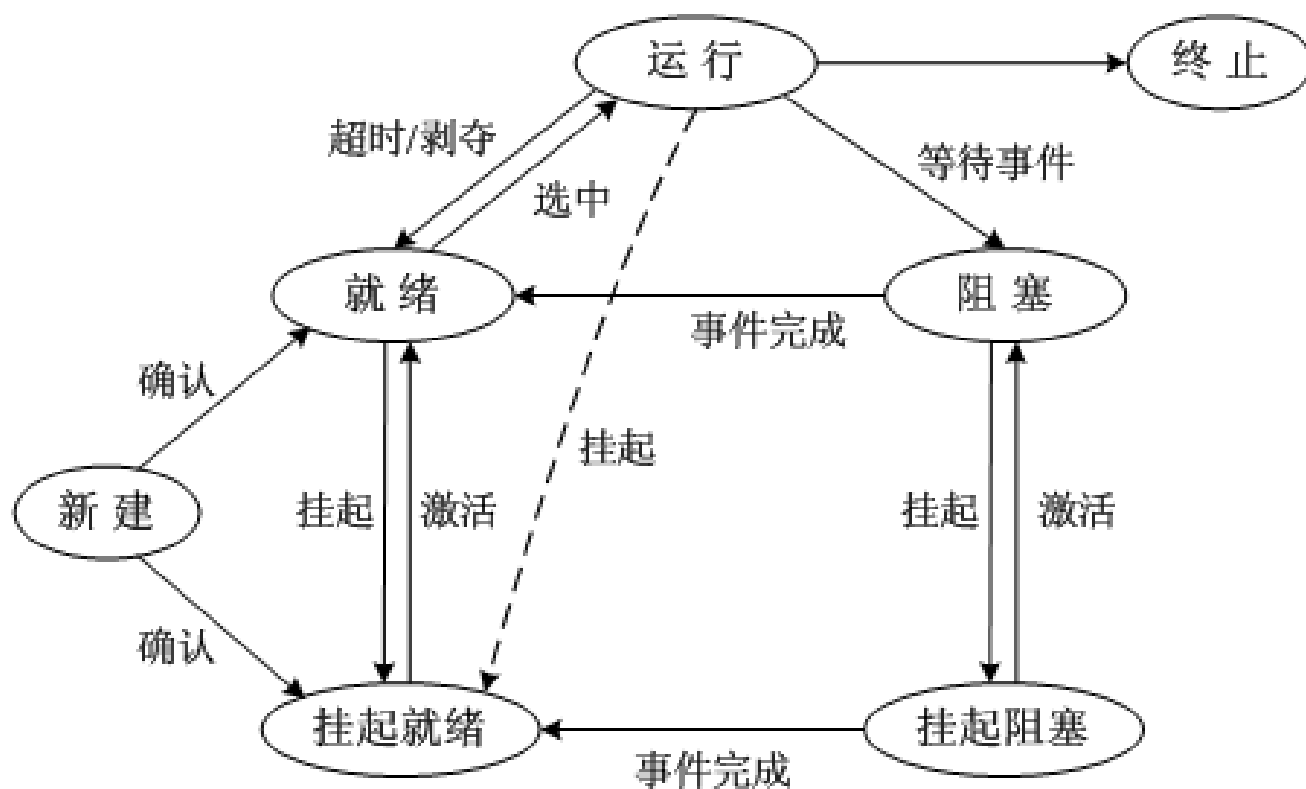 运行
终止
超时/剥夺
等待事件
选中
就绪
阻塞
事件完成
确认
挂起
新建
挂起
激活
挂起
激活
确认
挂起就绪
挂起阻塞
事件完成